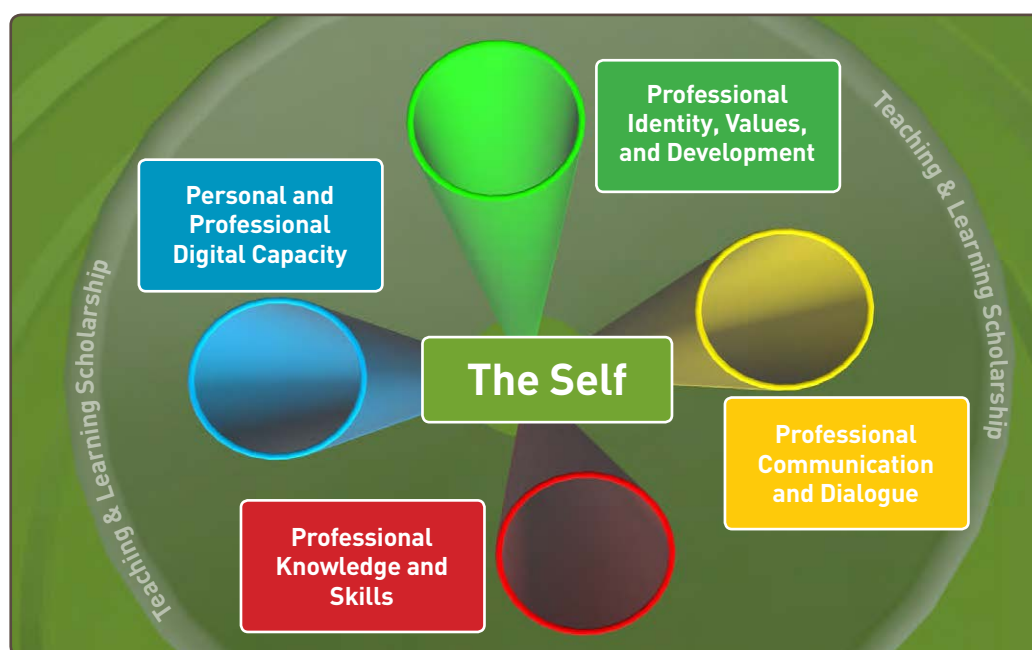 Professional
Identity, Values,
and Development
Teaching & Learning Scholarship
Personal and
Professional
Digital Capacity
The Self
Teaching & Learning Scholarship
Professional
Communication
and Dialogue
Professional
Knowledge and
Skills